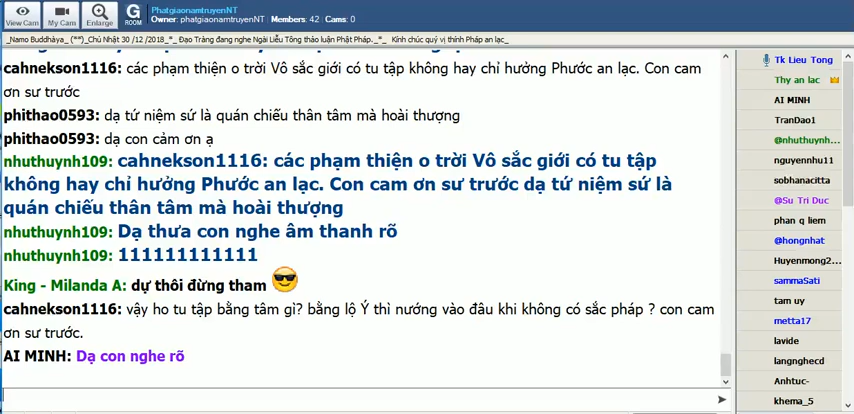 View Cam
My Cam
Enlarge
G
ROOM
PhatgiaonamtruyenNT
Owner: phatgiaonamtruyenNT | Members: 42 | Cams: 0
_Namo Buddhàya_ (**)_Chủ Nhật 30 /12 /2018_*_ Đạo Tràng đang nghe Ngài Liễu Tông thảo luận Phật Pháp._*_ Kính chúc quý vị thính Pháp an lạc_
cahnekson1116: các phạm thiện o trời Vô sắc giới có tu tập không hay chỉ hưởng Phước an lạc. Con cam
ơn sư trước
phithao0593: dạ tứ niệm sứ là quán chiếu thân tâm mà hoài thượng
phithao0593: dạ con cảm ơn ạ
nhuthuynh109: cahnekson1116: các phạm thiện o trời Vô sắc giới có tu tập
không hay chỉ hưởng Phước an lạc. Con cam ơn sư trước dạ tứ niệm sứ là
quán chiếu thân tâm mà hoài thượng
nhuthuynh109: Dạ thưa con nghe âm thanh rõ
nhuthuynh109: 111111111111
King - Milanda A: dự thôi đừng tham
cahnekson1116: vậy ho tu tập bằng tâm gì? bằng lộ Ý thì nướng vào đâu khi không có sắc pháp ? con cam
ơn sư trước.
AI MINH: Dạ con nghe rõ
Tk Lieu Tong
Thy an lac
AI MINH
TranDao1
@nhuthuynh...
nguyennhu11
sobhanacitta
@Su Tri Duc
phan q liem
@hongnhat
Huyenmong2...
sammaSati
tam uy
metta17
lavide
langnghecd
Anhtuc-
khema_5